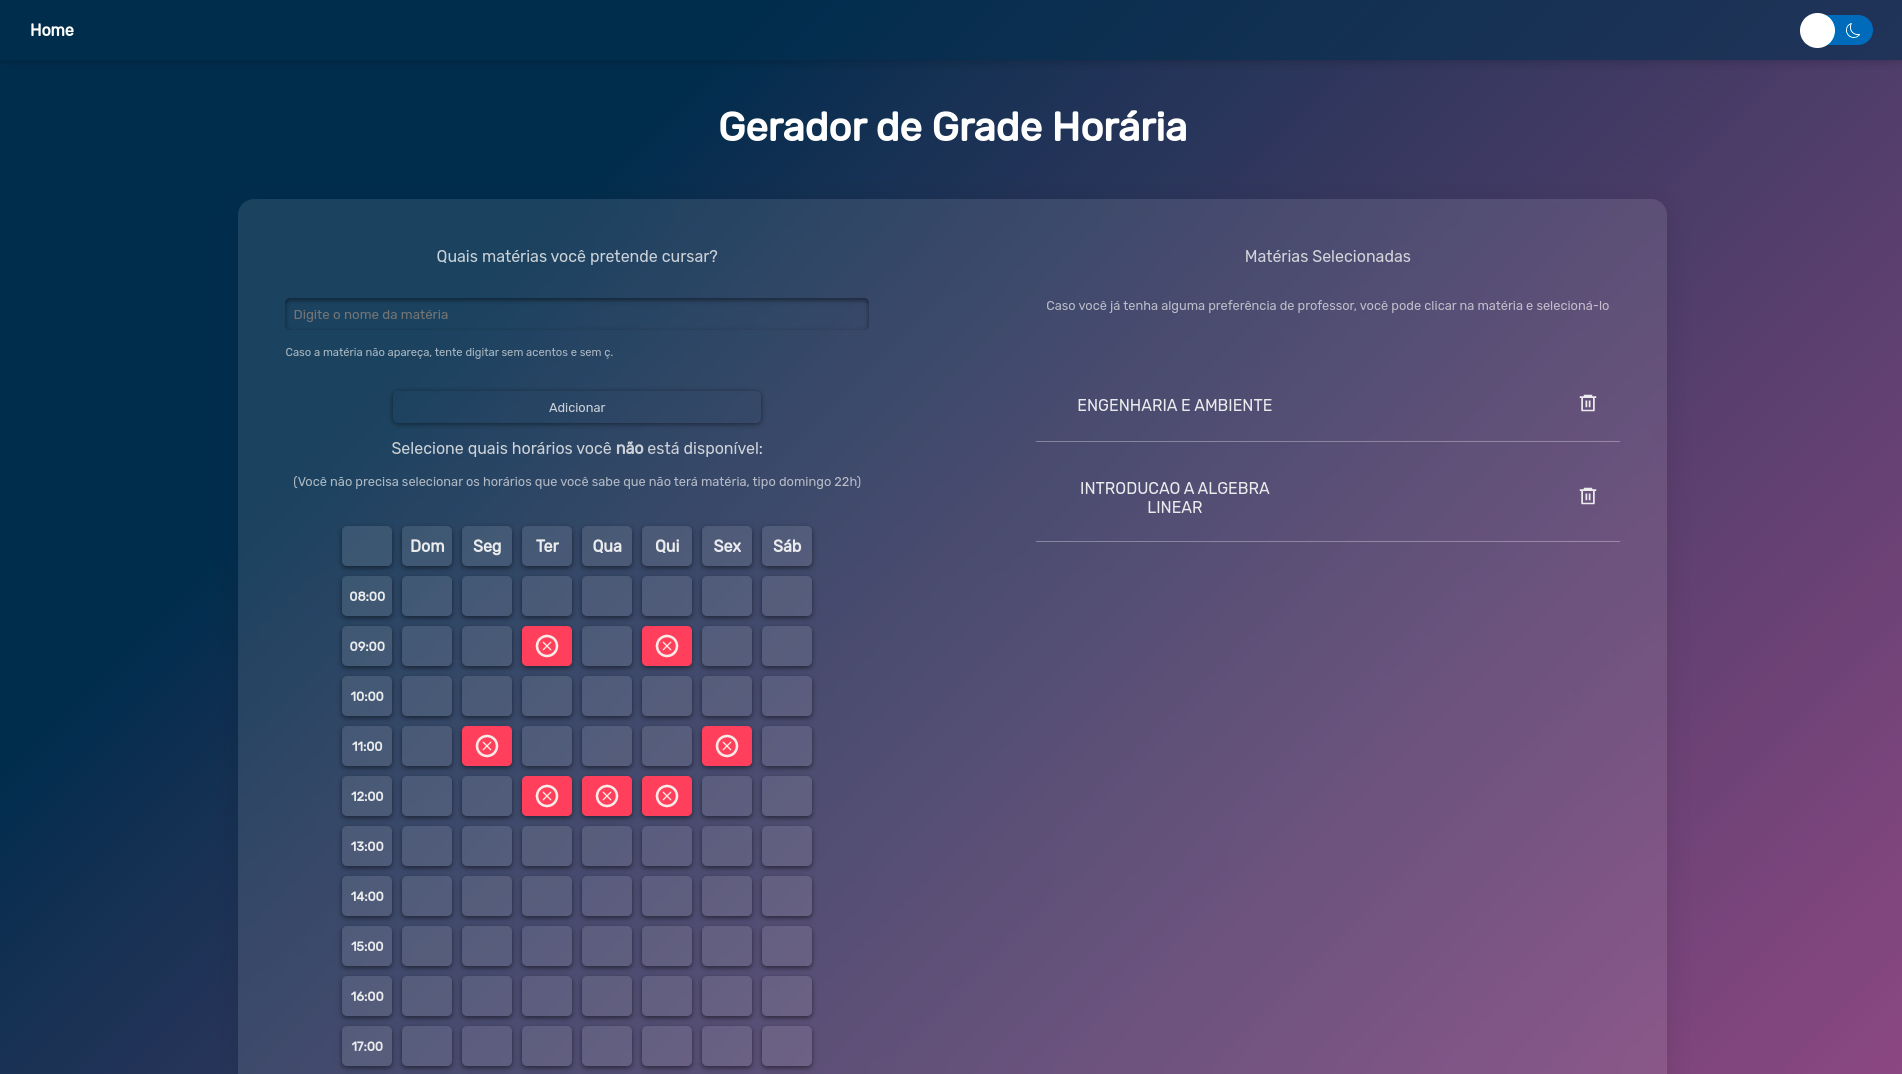 Home
Gerador de Grade Horária
Quais matérias você pretende cursar?
Digite o nome da matéria
Caso a matéria não apareça, tente digitar sem acentos e sem ç.
Adicionar
Selecione quais horários você não está disponível:
(Você não precisa selecionar os horários que você sabe que não terá matéria, tipo domingo 22h)
Dom Seg Ter Qua Qui Sex Sáb
08:00
09:00
10:00
11:00
12:00
13:00
14:00
15:00
16:00
17:00
Matérias Selecionadas
Caso você já tenha alguma preferência de professor, você pode clicar na matéria e selecioná-lo
ENGENHARIA E AMBIENTE
INTRODUCAO A ALGEBRA
LINEAR